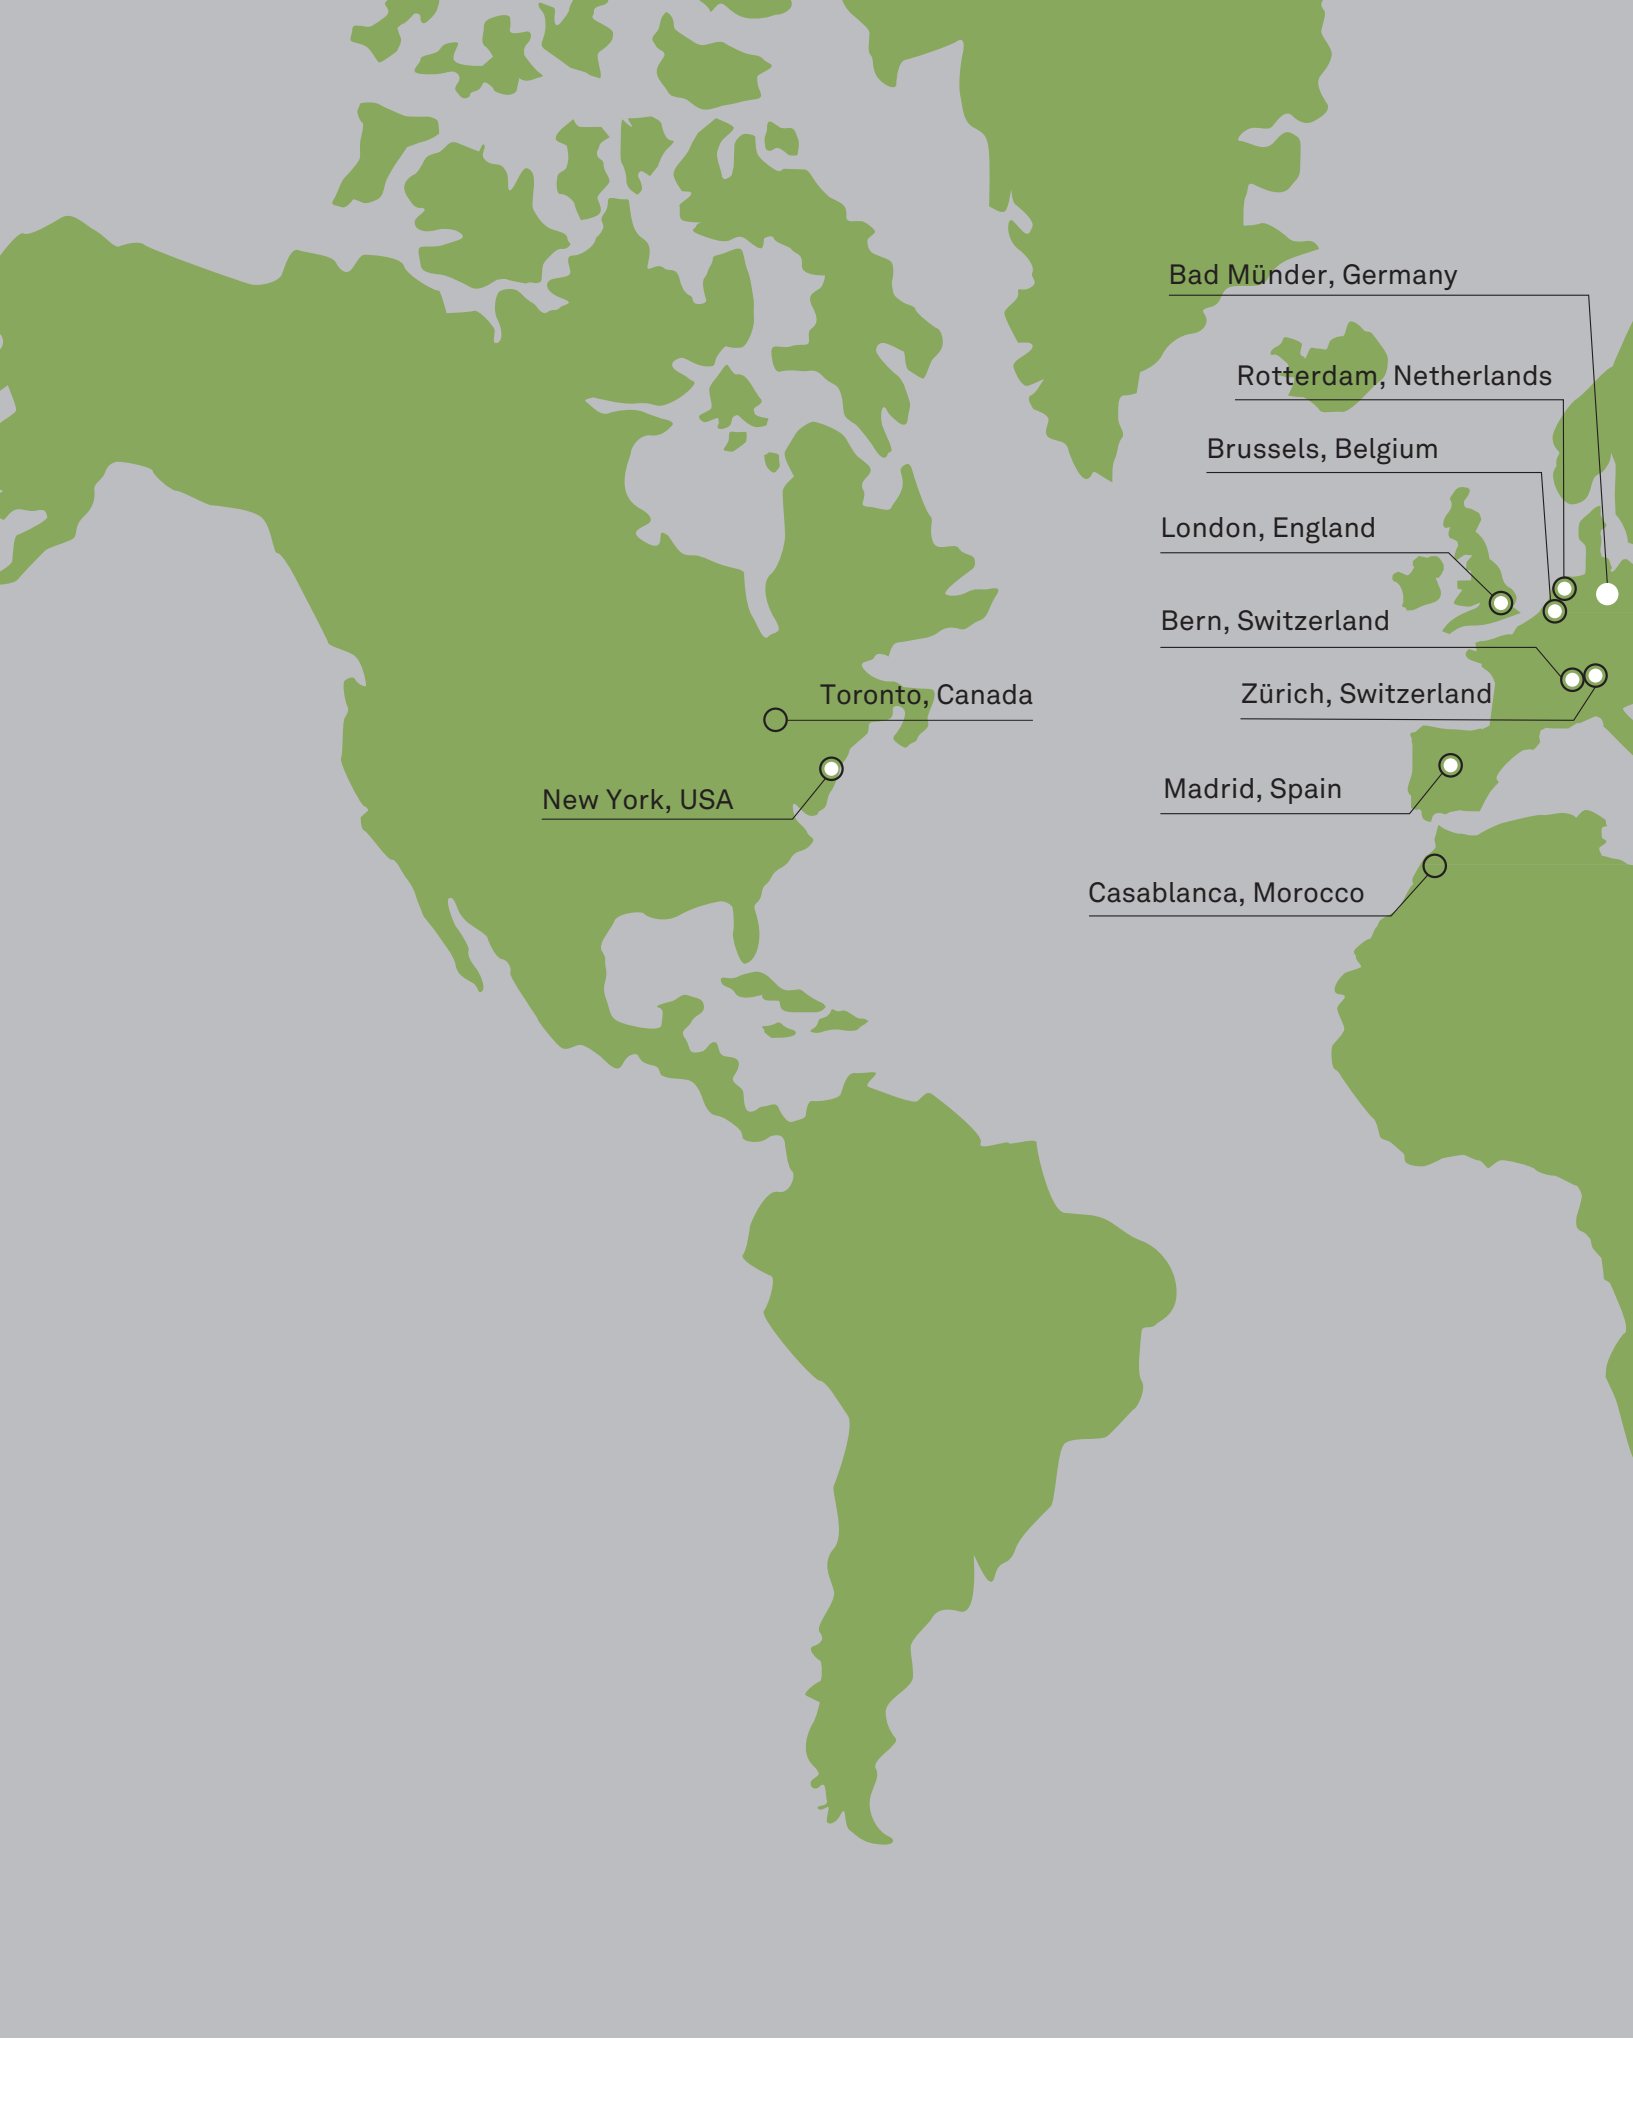 Bad Münder, Germany
Rotterdam, Netherlands
Brussels, Belgium
London, England
Bern, Switzerland
Toronto, Canada
Zürich, Switzerland
New York, USA
Madrid, Spain
Casablanca, Morocco